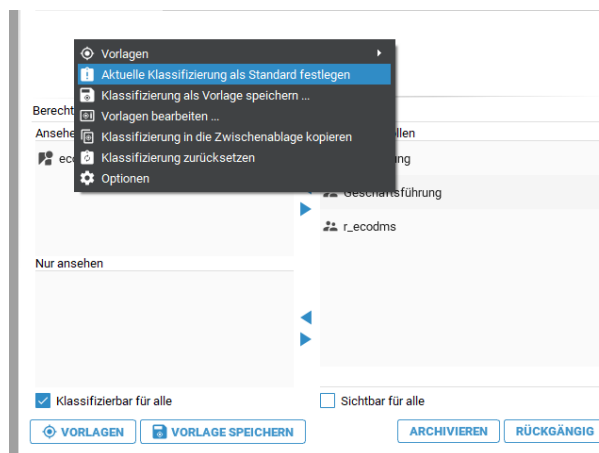 Vorlagen
Aktuelle Klassifizierung als Standard festlegen
Klassifizierung als Vorlage speichern ...
Vorlagen bearbeiten ...
Klassifizierung in die Zwischenablage kopieren
Klassifizierung zurücksetzen
Optionen
Geschäftsführung
r_ecodms
Nur ansehen
Klassifizierbar für alle
Sichtbar für alle
VORLAGEN
VORLAGE SPEICHERN
ARCHIVIEREN
RÜCKGÄNGIG